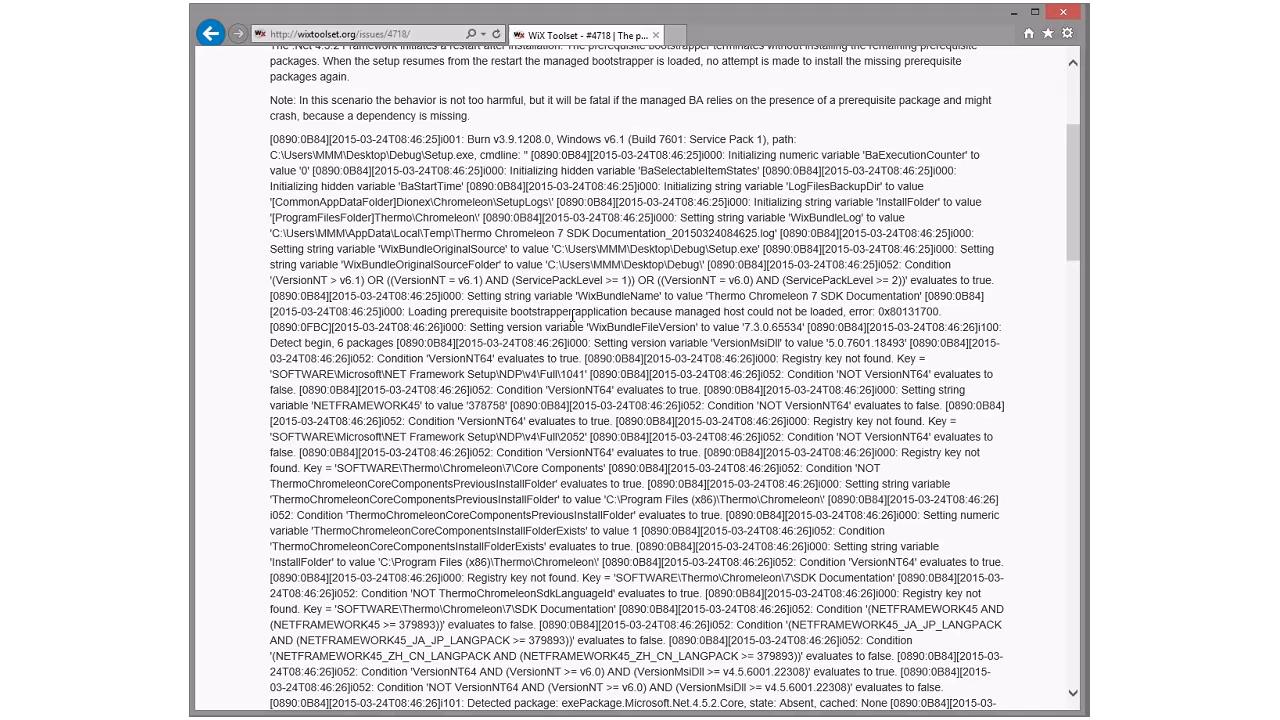 http://wixtoolset.org/issues/4718/
WiX Toolset - #4718 | The p...
The .Net 4.5.2 Framework initiates a restart after installation. The prerequisite bootstrapper terminates without installing the remaining prerequisite
packages. When the setup resumes from the restart the managed bootstrapper is loaded, no attempt is made to install the missing prerequisite
packages again.
Note: In this scenario the behavior is not too harmful, but it will be fatal if the managed BA relies on the presence of a prerequisite package and might
crash, because a dependency is missing.
[0890:0B84][2015-03-24T08:46:25]i001: Burn v3.9.1208.0, Windows v6.1 (Build 7601: Service Pack 1), path:
C:\Users\MMM\Desktop\Debug\Setup.exe, cmdline: '' [0890:0B84][2015-03-24T08:46:25]i000: Initializing numeric variable 'BaExecutionCounter' to
value '0' [0890:0B84][2015-03-24T08:46:25]i000: Initializing hidden variable 'BaSelectableItemStates' [0890:0B84][2015-03-24T08:46:25]i000:
Initializing hidden variable 'BaStartTime' [0890:0B84][2015-03-24T08:46:25]i000: Initializing string variable 'LogFilesBackupDir' to value
'[CommonAppDataFolder]Dionex\Chromeleon\SetupLogs\' [0890:0B84][2015-03-24T08:46:25]i000: Initializing string variable 'InstallFolder' to value
'[ProgramFilesFolder]Thermo\Chromeleon\' [0890:0B84][2015-03-24T08:46:25]i000: Setting string variable 'WixBundleLog' to value
'C:\Users\MMM\AppData\Local\Temp\Thermo Chromeleon 7 SDK Documentation_20150324084625.log' [0890:0B84][2015-03-24T08:46:25]i000:
Setting string variable 'WixBundleOriginalSource' to value 'C:\Users\MMM\Desktop\Debug\Setup.exe' [0890:0B84][2015-03-24T08:46:25]i000: Setting
string variable 'WixBundleOriginalSourceFolder' to value 'C:\Users\MMM\Desktop\Debug\' [0890:0B84][2015-03-24T08:46:25]i052: Condition
'(VersionNT > v6.1) OR ((VersionNT = v6.1) AND (ServicePackLevel >= 1)) OR ((VersionNT = v6.0) AND (ServicePackLevel >= 2))' evaluates to true.
[0890:0B84][2015-03-24T08:46:25]i000: Setting string variable 'WixBundleName' to value 'Thermo Chromeleon 7 SDK Documentation' [0890:0B84]
[2015-03-24T08:46:25]i000: Loading prerequisite bootstrapper application because managed host could not be loaded, error: 0x80131700.
[0890:0FBC][2015-03-24T08:46:26]i000: Setting version variable 'WixBundleFileVersion' to value '7.3.0.65534' [0890:0B84][2015-03-24T08:46:26]i100:
Detect begin, 6 packages [0890:0B84][2015-03-24T08:46:26]i000: Setting version variable 'VersionMsiDll' to value '5.0.7601.18493' [0890:0B84][2015-
03-24T08:46:26]i052: Condition 'VersionNT64' evaluates to true. [0890:0B84][2015-03-24T08:46:26]i000: Registry key not found. Key =
'SOFTWARE\Microsoft\NET Framework Setup\NDP\v4\Full\1041' [0890:0B84][2015-03-24T08:46:26]i052: Condition 'NOT VersionNT64' evaluates to
false. [0890:0B84][2015-03-24T08:46:26]i052: Condition 'VersionNT64' evaluates to true. [0890:0B84][2015-03-24T08:46:26]i000: Setting string
variable 'NETFRAMEWORK45' to value '378758' [0890:0B84][2015-03-24T08:46:26]i052: Condition 'NOT VersionNT64' evaluates to false. [0890:0B84]
[2015-03-24T08:46:26]i052: Condition 'VersionNT64' evaluates to true. [0890:0B84][2015-03-24T08:46:26]i000: Registry key not found. Key =
'SOFTWARE\Microsoft\NET Framework Setup\NDP\v4\Full\2052' [0890:0B84][2015-03-24T08:46:26]i052: Condition 'NOT VersionNT64' evaluates to
false. [0890:0B84][2015-03-24T08:46:26]i052: Condition 'VersionNT64' evaluates to true. [0890:0B84][2015-03-24T08:46:26]i000: Registry key not
found. Key = 'SOFTWARE\Thermo\Chromeleon\7\Core Components' [0890:0B84][2015-03-24T08:46:26]i052: Condition 'NOT
ThermoChromeleonCoreComponentsPreviousInstallFolder' evaluates to true. [0890:0B84][2015-03-24T08:46:26]i000: Setting string variable
'ThermoChromeleonCoreComponentsPreviousInstallFolder' to value 'C:\Program Files (x86)\Thermo\Chromeleon\' [0890:0B84][2015-03-24T08:46:26]
i052: Condition 'ThermoChromeleonCoreComponentsPreviousInstallFolder' evaluates to true. [0890:0B84][2015-03-24T08:46:26]i000: Setting numeric
variable 'ThermoChromeleonCoreComponentsInstallFolderExists' to value 1 [0890:0B84][2015-03-24T08:46:26]i052: Condition
'ThermoChromeleonCoreComponentsInstallFolderExists' evaluates to true. [0890:0B84][2015-03-24T08:46:26]i000: Setting string variable
'InstallFolder' to value 'C:\Program Files (x86)\Thermo\Chromeleon\' [0890:0B84][2015-03-24T08:46:26]i052: Condition 'VersionNT64' evaluates to true.
[0890:0B84][2015-03-24T08:46:26]i000: Registry key not found. Key = 'SOFTWARE\Thermo\Chromeleon\7\SDK Documentation' [0890:0B84][2015-03-
24T08:46:26]i052: Condition 'NOT ThermoChromeleonSdkLanguageId' evaluates to true. [0890:0B84][2015-03-24T08:46:26]i000: Registry key not
found. Key = 'SOFTWARE\Thermo\Chromeleon\7\SDK Documentation' [0890:0B84][2015-03-24T08:46:26]i052: Condition '(NETFRAMEWORK45 AND
(NETFRAMEWORK45 >= 379893))' evaluates to false. [0890:0B84][2015-03-24T08:46:26]i052: Condition '(NETFRAMEWORK45_JA_JP_LANGPACK
AND (NETFRAMEWORK45_JA_JP_LANGPACK >= 379893))' evaluates to false. [0890:0B84][2015-03-24T08:46:26]i052: Condition
'(NETFRAMEWORK45_ZH_CN_LANGPACK AND (NETFRAMEWORK45_ZH_CN_LANGPACK >= 379893))' evaluates to false. [0890:0B84][2015-03-
24T08:46:26]i052: Condition 'VersionNT64 AND (VersionNT >= v6.0) AND (VersionMsiDll >= v4.5.6001.22308)' evaluates to true. [0890:0B84][2015-03-
24T08:46:26]i052: Condition 'NOT VersionNT64 AND (VersionNT >= v6.0) AND (VersionMsiDll >= v4.5.6001.22308)' evaluates to false.
[0890:0B84][2015-03-24T08:46:26]i101: Detected package: exePackage.Microsoft.Net.4.5.2.Core, state: Absent, cached: None [0890:0B84][2015-03-